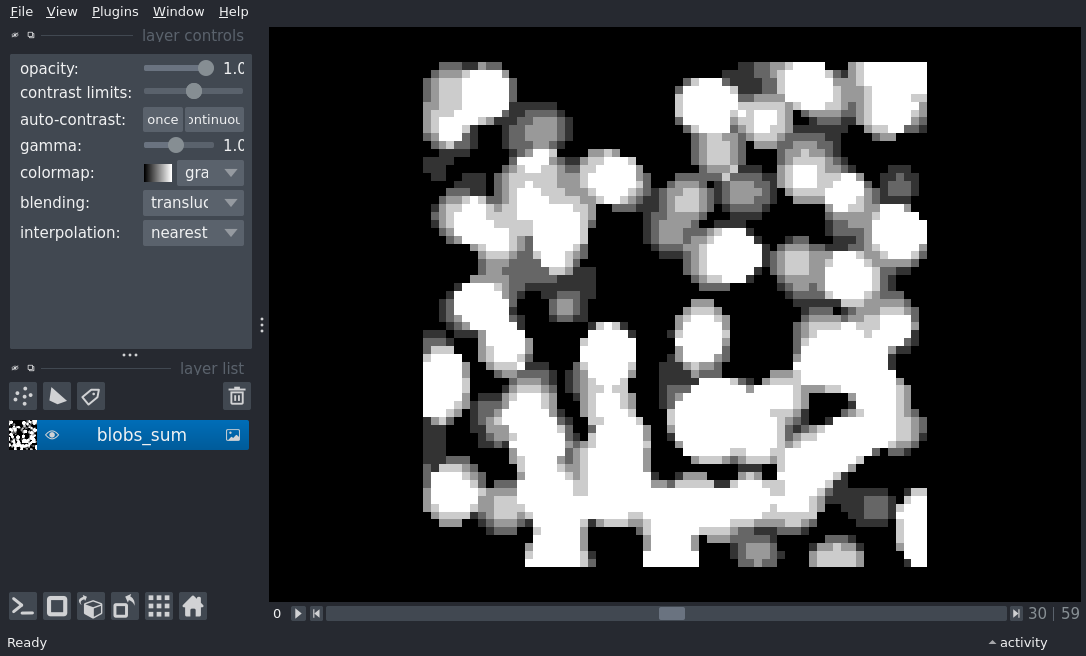 File View Plugins Window Help
layer controls
opacity: 1.0
contrast limits:
auto-contrast: once ontinuou
gamma: 1.0
colormap: gra
blending: transluc
interpolation: nearest
layer list
blobs_sum
0 30 | 59
Ready activity